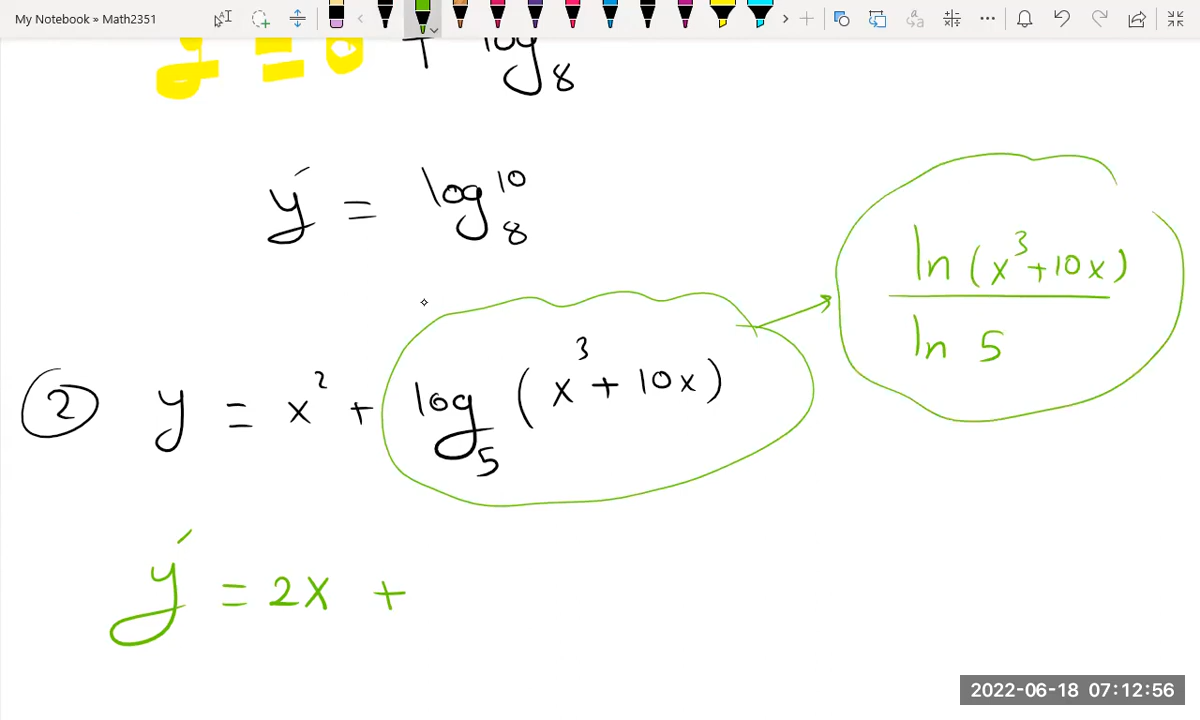 My Notebook » Math2351
y = 8 + log₈
y′ = log₈¹⁰
② y = x² + log₅ (x³ + 10x)
ln (x³ + 10x)
ln 5
y′ = 2x +
2022-06-18 07:12:56